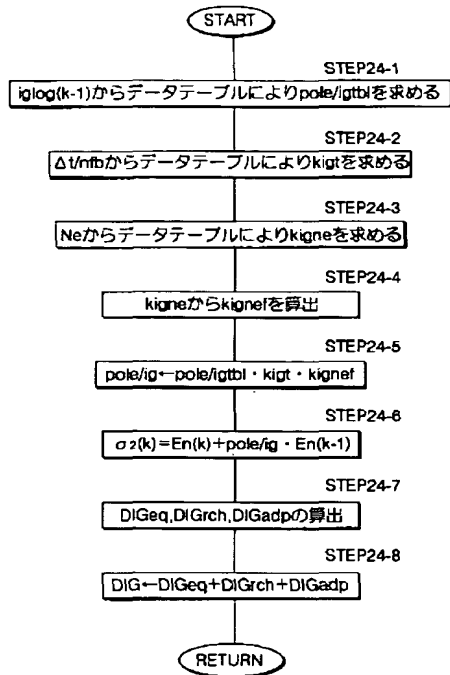 START
STEP24-1
iglog(k-1)からデータテーブルによりpole/igtblを求める
STEP24-2
Δt/nfbからデータテーブルによりkigtを求める
STEP24-3
Neからデータテーブルによりkigneを求める
STEP24-4
kigneからkignefを算出
STEP24-5
pole/ig←pole/igtbl・kigt・kignef
STEP24-6
σ2(k)=En(k)+pole/ig・En(k-1)
STEP24-7
DIGeq,DIGrch,DIGadpの算出
STEP24-8
DIG←DIGeq+DIGrch+DIGadp
RETURN